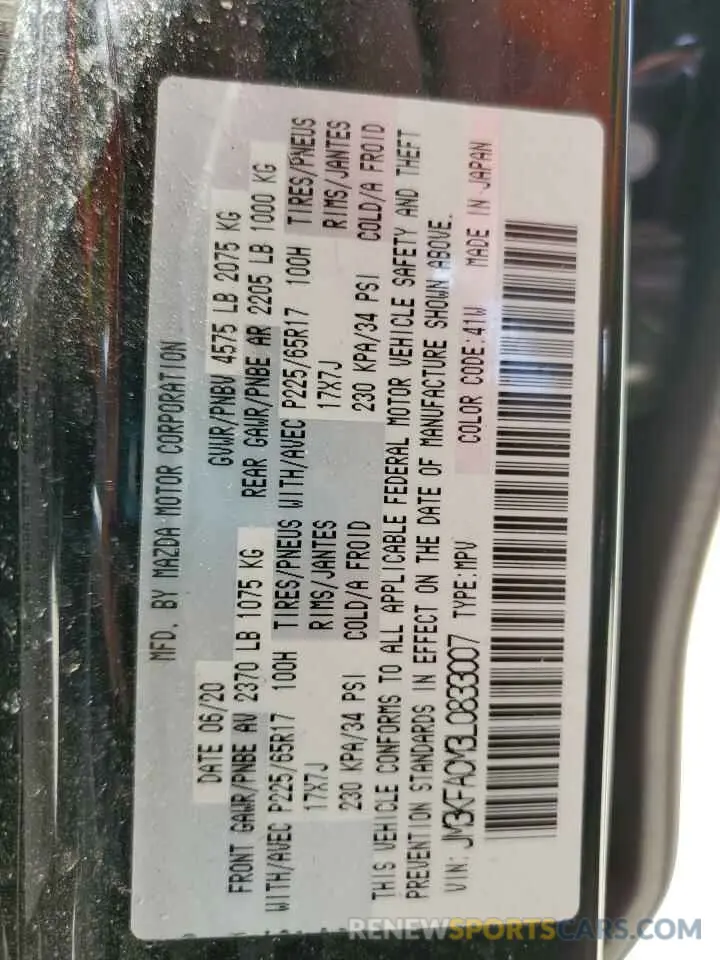 MFD. BY MAZDA MOTOR CORPORATION
DATE 06/20 GVWR/PNBV 4575 LB 2075 KG
FRONT GAWR/PNBE AV 2370 LB 1075 KG REAR GAWR/PNBE AR 2205 LB 1000 KG
WITH/AVEC P225/65R17 100H TIRES/PNEUS WITH/AVEC P225/65R17 100H TIRES/PNEUS
17X7J RIMS/JANTES 17X7J RIMS/JANTES
230 KPA/34 PSI COLD/A FROID 230 KPA/34 PSI COLD/A FROID
THIS VEHICLE CONFORMS TO ALL APPLICABLE FEDERAL MOTOR VEHICLE SAFETY AND THEFT
PREVENTION STANDARDS IN EFFECT ON THE DATE OF MANUFACTURE SHOWN ABOVE.
VIN: JM3KFACM3L0833007 TYPE:MPV COLOR CODE:41W MADE IN JAPAN
RENEWSPORTSCARS.COM